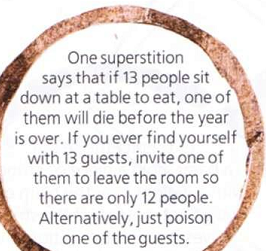 One superstition
says that if 13 people sit
down at a table to eat, one of
them will die before the year
is over. If you ever find yourself
with 13 guests, invite one of
them to leave the room so
there are only 12 people.
Alternatively, just poison
one of the guests.